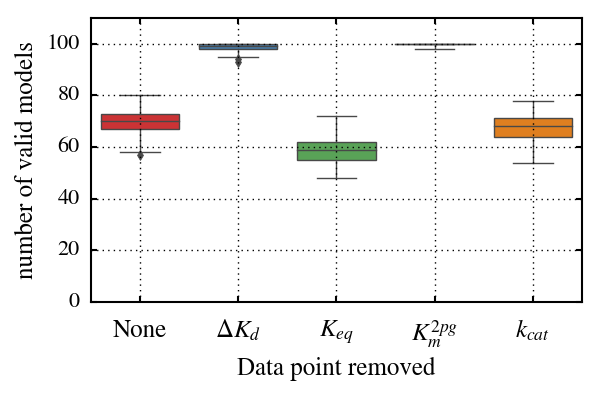 number of valid models
100
80
60
40
20
0
None ΔK_d K_eq K_m^{2pg} k_cat
Data point removed